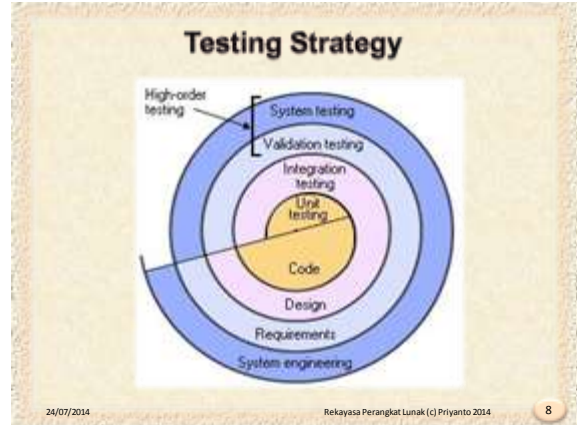 Testing Strategy
High-order
testing
System testing
Validation testing
Integration
testing
Unit
testing
Code
Design
Requirements
System engineering
24/07/2014
Rekayasa Perangkat Lunak (c) Priyanto 2014
8